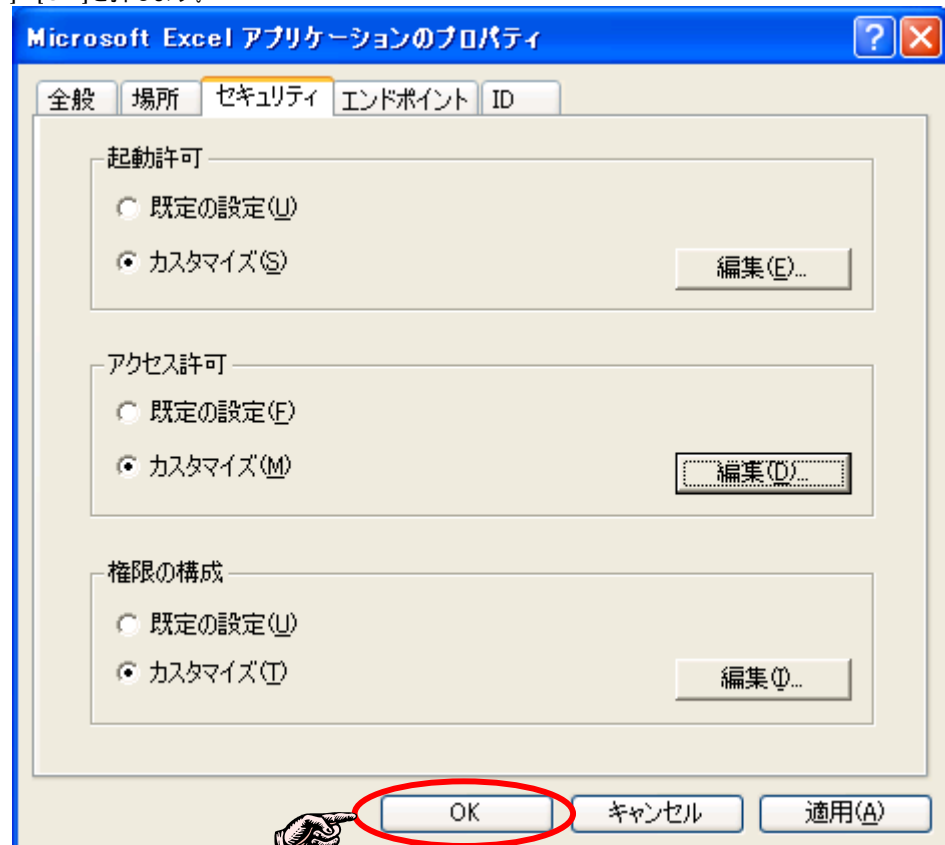 Microsoft Excel アプリケーションのプロパティ
全般 場所 セキュリティ エンドポイント ID
起動許可
既定の設定(U)
カスタマイズ(S)
編集(E)...
アクセス許可
既定の設定(F)
カスタマイズ(M)
編集(D)...
権限の構成
既定の設定(U)
カスタマイズ(T)
編集(I)...
OK キャンセル 適用(A)